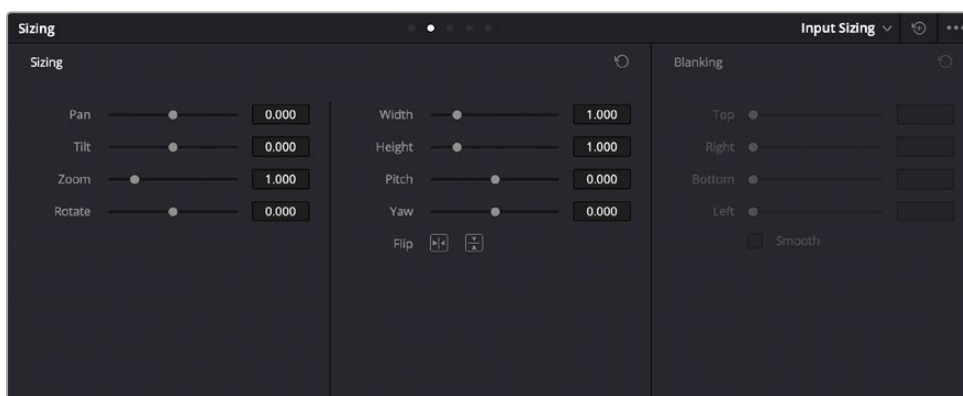 Sizing
Input Sizing
Sizing
Pan 0.000
Tilt 0.000
Zoom 1.000
Rotate 0.000
Width 1.000
Height 1.000
Pitch 0.000
Yaw 0.000
Flip
Blanking
Top
Right
Bottom
Left
Smooth